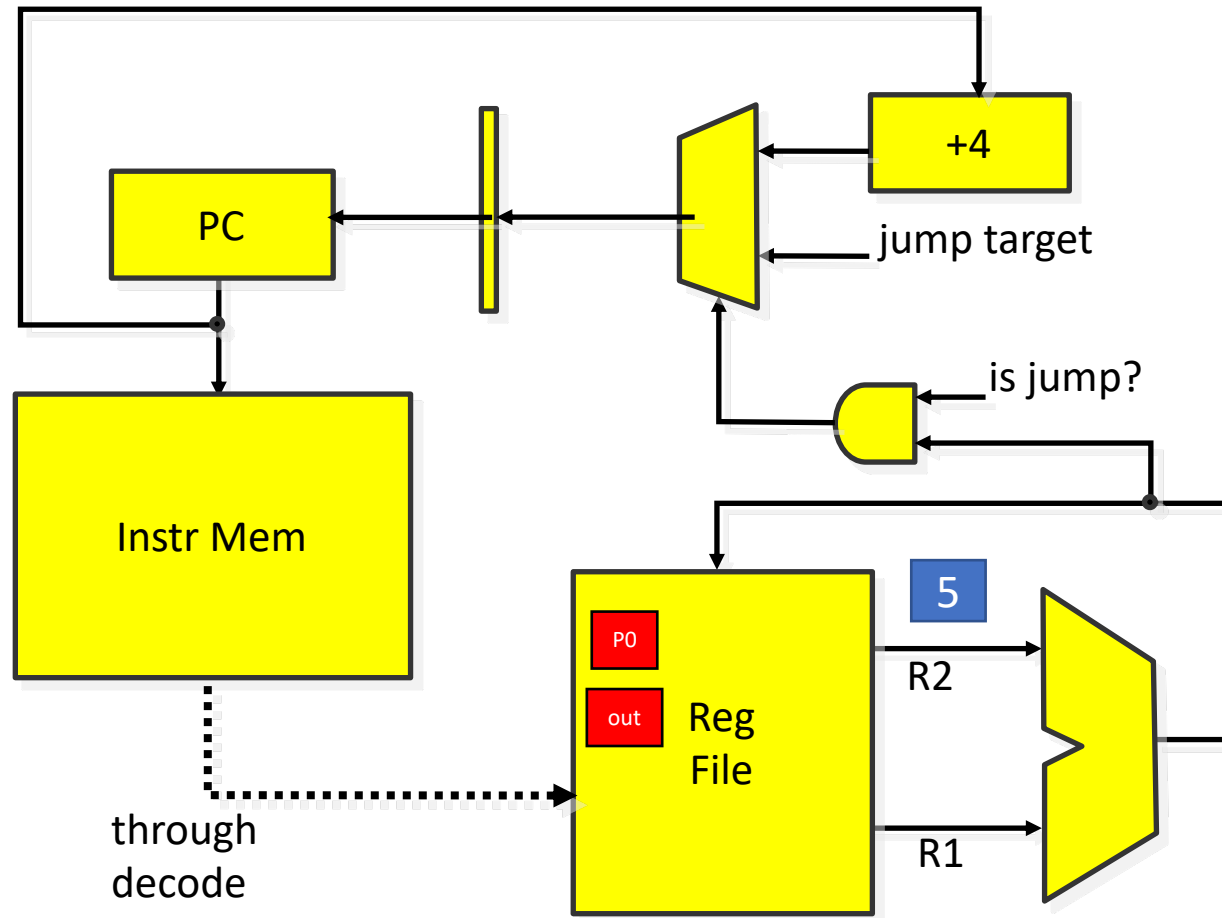 +4
PC
jump target
is jump?
Instr Mem
5
P0
R2
out
Reg
File
through
decode
R1